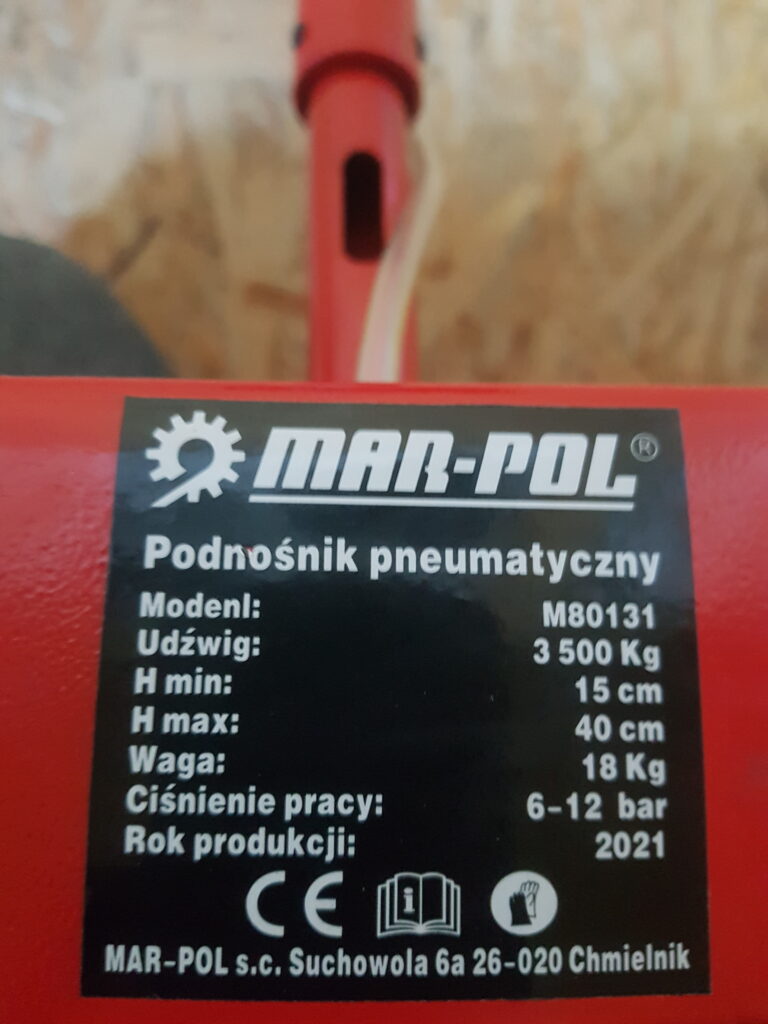 MAR-POL®
Podnośnik pneumatyczny
Modenl: M80131
Udźwig: 3 500 Kg
H min: 15 cm
H max: 40 cm
Waga: 18 Kg
Ciśnienie pracy: 6-12 bar
Rok produkcji: 2021
CE i
MAR-POL s.c. Suchowola 6a 26-020 Chmielnik